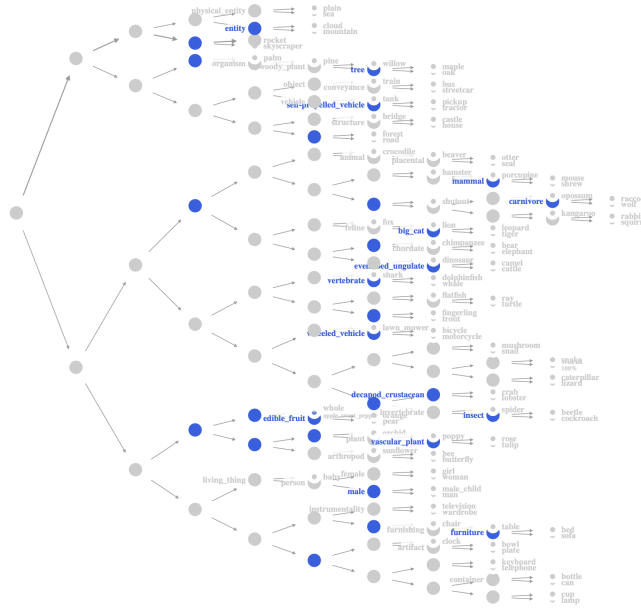 physical_entity
plain
sea
entity
cloud
mountain
rocket
skyscraper
organism
palm
woody_plant
pine
tree
willow
maple
oak
object
conveyance
train
bus
streetcar
vehicle
self-propelled_vehicle
tank
pickup
tractor
structure
bridge
castle
house
forest
road
animal
crocodile
placental
beaver
otter
seal
hamster
mammal
porcupine
mouse
shrew
carnivore
opossum
wolf
kangaroo
feline
fox
big_cat
lion
leopard
tiger
chordate
chimpanzee
bear
elephant
even-toed_ungulate
dinosaur
camel
cattle
vertebrate
shark
dolphinfish
whale
flatfish
ray
turtle
fingerling
trout
wheeled_vehicle
lawn_mower
bicycle
motorcycle
mushroom
snail
caterpillar
lizard
decapod_crustacean
crab
lobster
edible_fruit
whole
orange
pear
invertebrate
insect
spider
beetle
cockroach
plant
orchid
vascular_plant
poppy
rose
tulip
arthropod
sunflower
bee
butterfly
living_thing
person
baby
female
girl
woman
male
male_child
man
instrumentality
television
wardrobe
furnishing
chair
furniture
table
bed
sofa
artifact
clock
bowl
plate
keyboard
telephone
container
bottle
can
cup
lamp